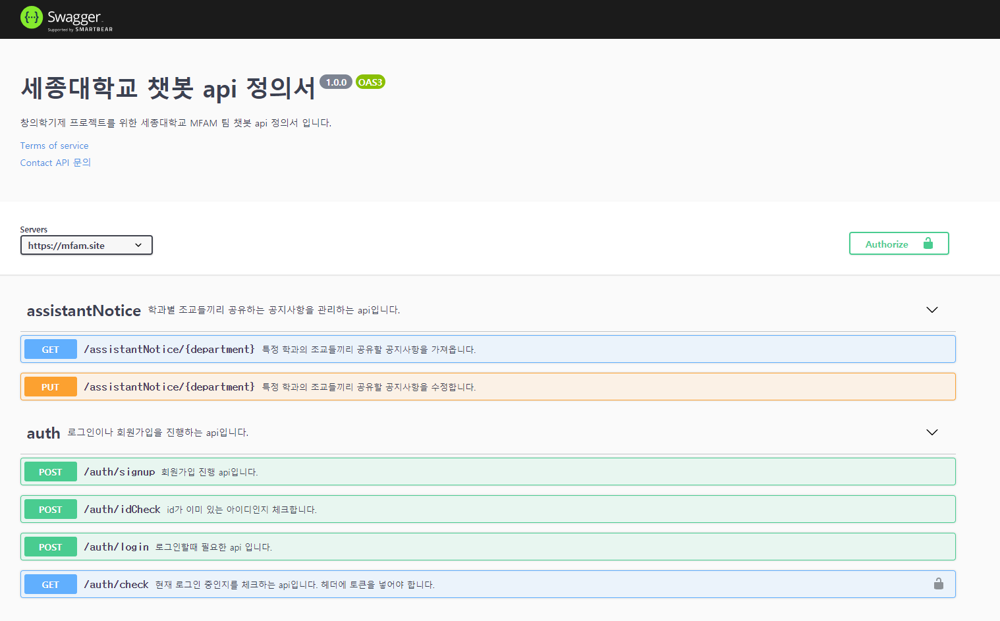 Swagger
Supported by SMARTBEAR
세종대학교 챗봇 api 정의서 1.0.0 OAS3
창의학기제 프로젝트를 위한 세종대학교 MFAM 팀 챗봇 api 정의서 입니다.
Terms of service
Contact API 문의
Servers
https://mfam.site
Authorize
assistantNotice 학과별 조교들끼리 공유하는 공지사항을 관리하는 api입니다.
GET /assistantNotice/{department} 특정 학과의 조교들끼리 공유할 공지사항을 가져옵니다.
PUT /assistantNotice/{department} 특정 학과의 조교들끼리 공유할 공지사항을 수정합니다.
auth 로그인이나 회원가입을 진행하는 api입니다.
POST /auth/signup 회원가입 진행 api입니다.
POST /auth/idCheck id가 이미 있는 아이디인지 체크합니다.
POST /auth/login 로그인할때 필요한 api 입니다.
GET /auth/check 현재 로그인 중인지를 체크하는 api입니다. 헤더에 토큰을 넣어야 합니다.